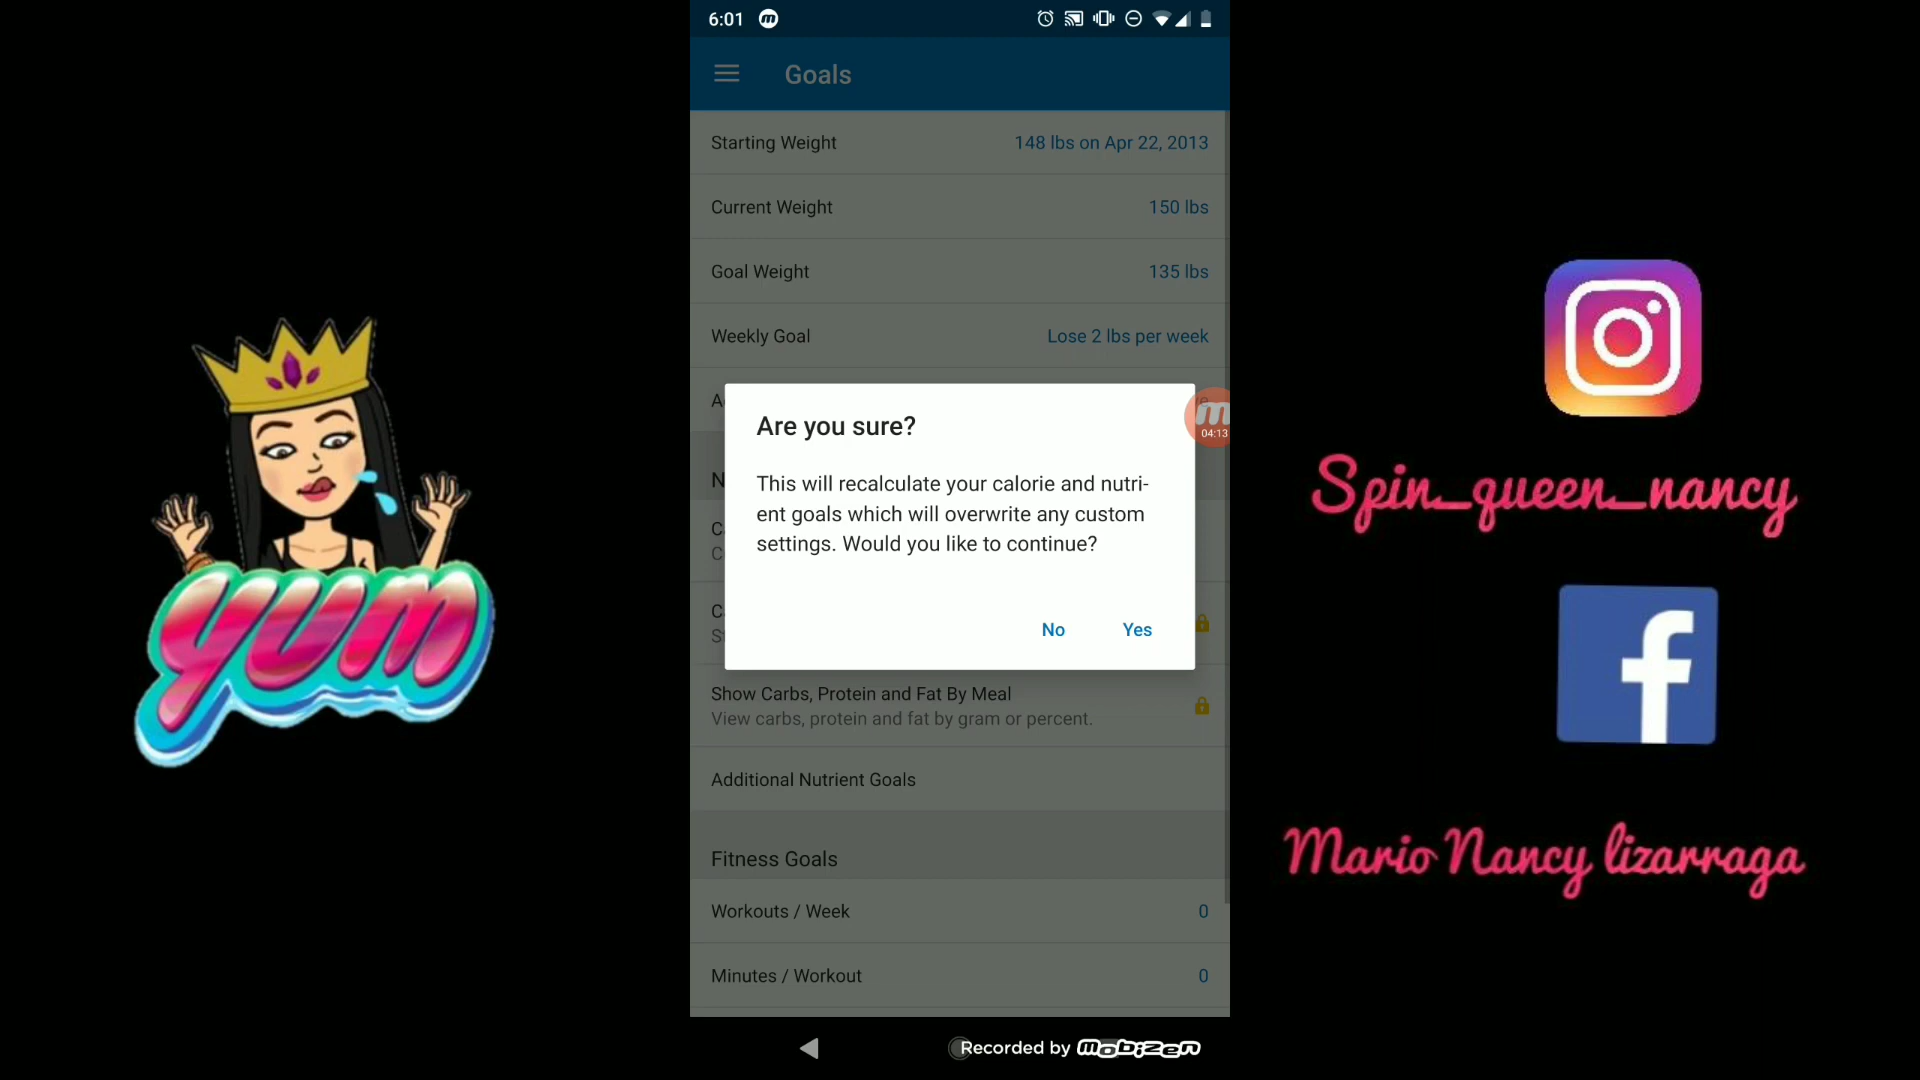 6:01
Goals
Starting Weight 148 lbs on Apr 22, 2013
Current Weight 150 lbs
Goal Weight 135 lbs
Weekly Goal Lose 2 lbs per week
Are you sure?
04:13
This will recalculate your calorie and nutri-
ent goals which will overwrite any custom
settings. Would you like to continue?
No Yes
Show Carbs, Protein and Fat By Meal
View carbs, protein and fat by gram or percent.
Additional Nutrient Goals
Fitness Goals
Workouts / Week 0
Minutes / Workout 0
Recorded by mobizen
yum
Spin_queen_nancy
Mario Nancy lizarraga